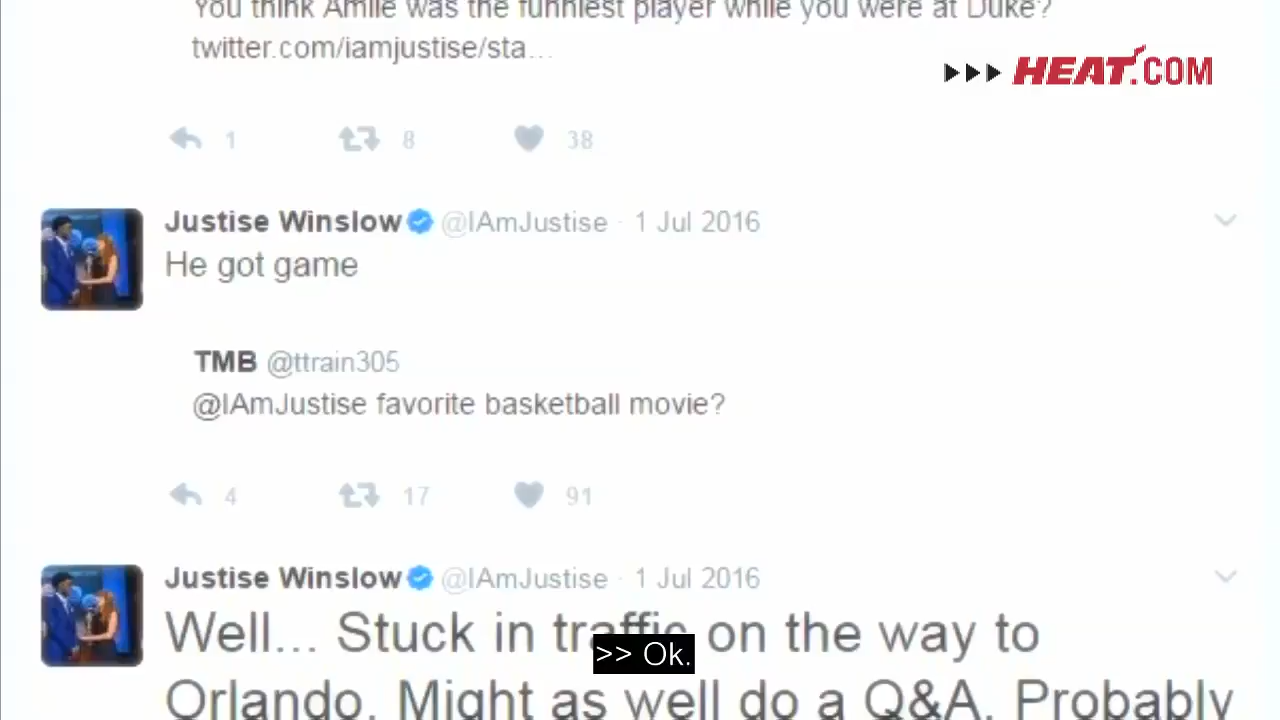 You think Amile was the funniest player while you were at Duke?
twitter.com/iamjustise/sta...
HEAT.COM
1 8 38
Justise Winslow @IAmJustise · 1 Jul 2016
He got game
TMB @ttrain305
@IAmJustise favorite basketball movie?
4 17 91
Justise Winslow @IAmJustise · 1 Jul 2016
Well... Stuck in traffic on the way to
>> Ok.
Orlando. Might as well do a Q&A. Probably